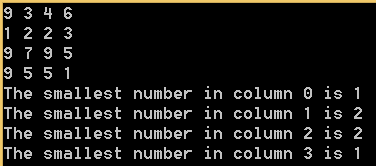 9 3 4 6
1 2 2 3
9 7 9 5
9 5 5 1
The smallest number in column 0 is 1
The smallest number in column 1 is 2
The smallest number in column 2 is 2
The smallest number in column 3 is 1